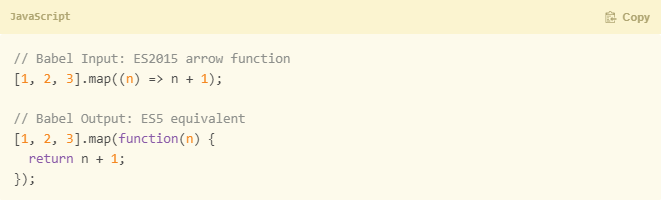 JavaScript
Copy
// Babel Input: ES2015 arrow function
[1, 2, 3].map((n) => n + 1);
// Babel Output: ES5 equivalent
[1, 2, 3].map(function(n) {
  return n + 1;
});